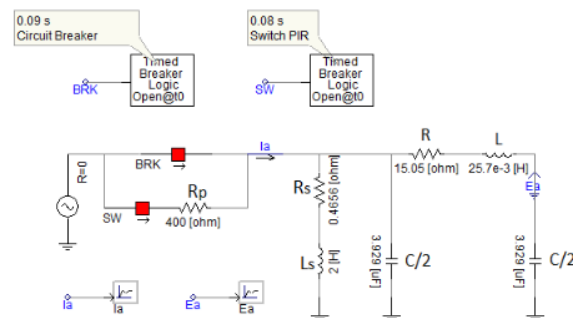 0.09 s
Circuit Breaker
0.08 s
Switch PIR
Timed
Breaker
Logic
Open@t0
BRK
Timed
Breaker
Logic
Open@t0
SW
R=0
BRK
SW
Rp
400 [ohm]
Ia
Rs
0.4656 [ohm]
Ls
2 [H]
3.929 [uF]
C/2
R
15.05 [ohm]
L
25.7e-3 [H]
Ea
3.929 [uF]
C/2
Ia
Ia
Ea
Ea